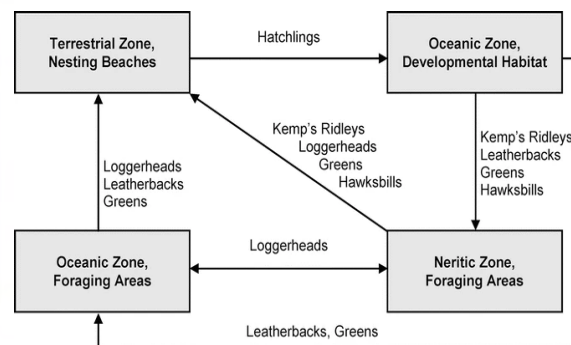 Terrestrial Zone,
Nesting Beaches
Hatchlings
Oceanic Zone,
Developmental Habitat
Kemp's Ridleys
Loggerheads
Greens
Hawksbills
Kemp's Ridleys
Leatherbacks
Greens
Hawksbills
Loggerheads
Leatherbacks
Greens
Oceanic Zone,
Foraging Areas
Loggerheads
Neritic Zone,
Foraging Areas
Leatherbacks, Greens